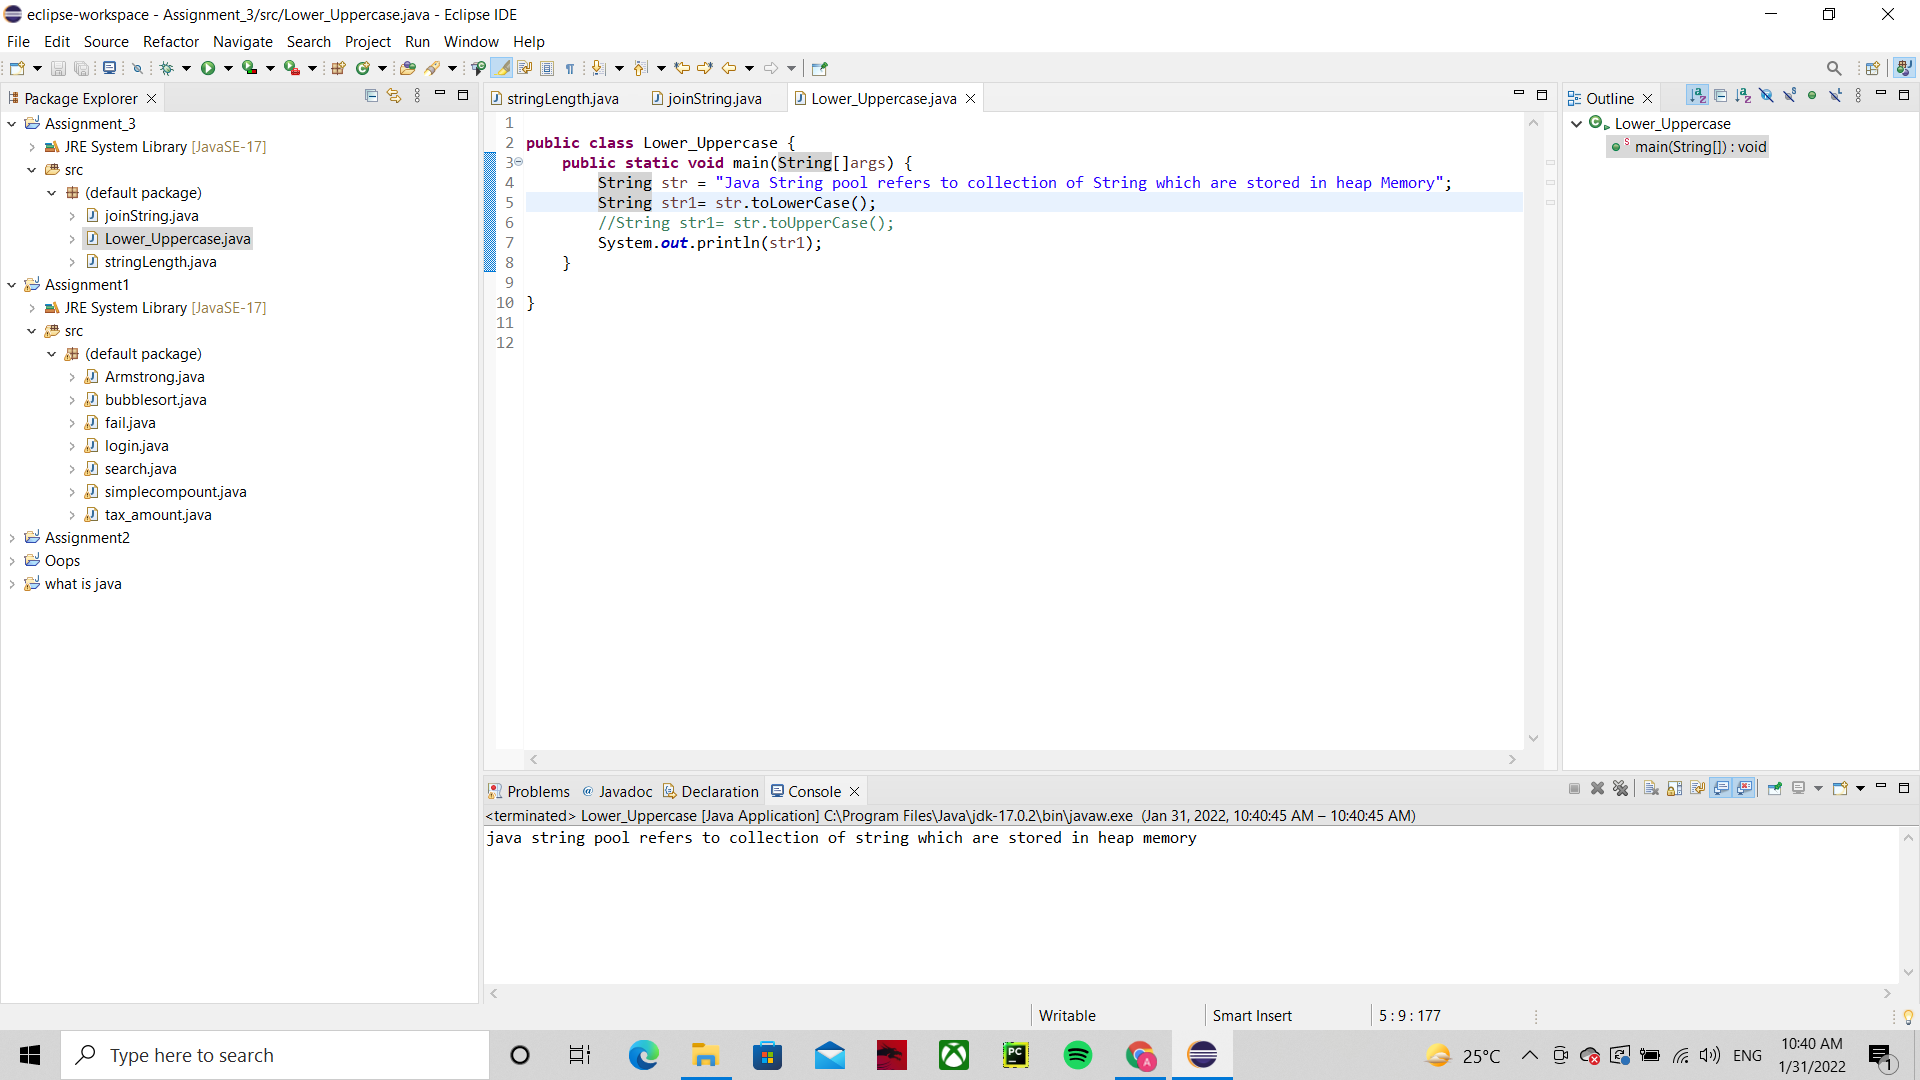 eclipse-workspace - Assignment_3/src/Lower_Uppercase.java - Eclipse IDE
File Edit Source Refactor Navigate Search Project Run Window Help
Package Explorer
Assignment_3
JRE System Library [JavaSE-17]
src
(default package)
joinString.java
Lower_Uppercase.java
stringLength.java
Assignment1
JRE System Library [JavaSE-17]
src
(default package)
Armstrong.java
bubblesort.java
fail.java
login.java
search.java
simplecompount.java
tax_amount.java
Assignment2
Oops
what is java
stringLength.java joinString.java Lower_Uppercase.java
1
2 public class Lower_Uppercase {
3 public static void main(String[]args) {
4 String str = "Java String pool refers to collection of String which are stored in heap Memory";
5 String str1= str.toLowerCase();
6 //String str1= str.toUpperCase();
7 System.out.println(str1);
8 }
9
10 }
11
12
Outline
Lower_Uppercase
main(String[]) : void
Problems @ Javadoc Declaration Console
<terminated> Lower_Uppercase [Java Application] C:\Program Files\Java\jdk-17.0.2\bin\javaw.exe (Jan 31, 2022, 10:40:45 AM – 10:40:45 AM)
java string pool refers to collection of string which are stored in heap memory
Writable Smart Insert 5 : 9 : 177
Type here to search
PC
A
25°C ENG
10:40 AM
1/31/2022
1